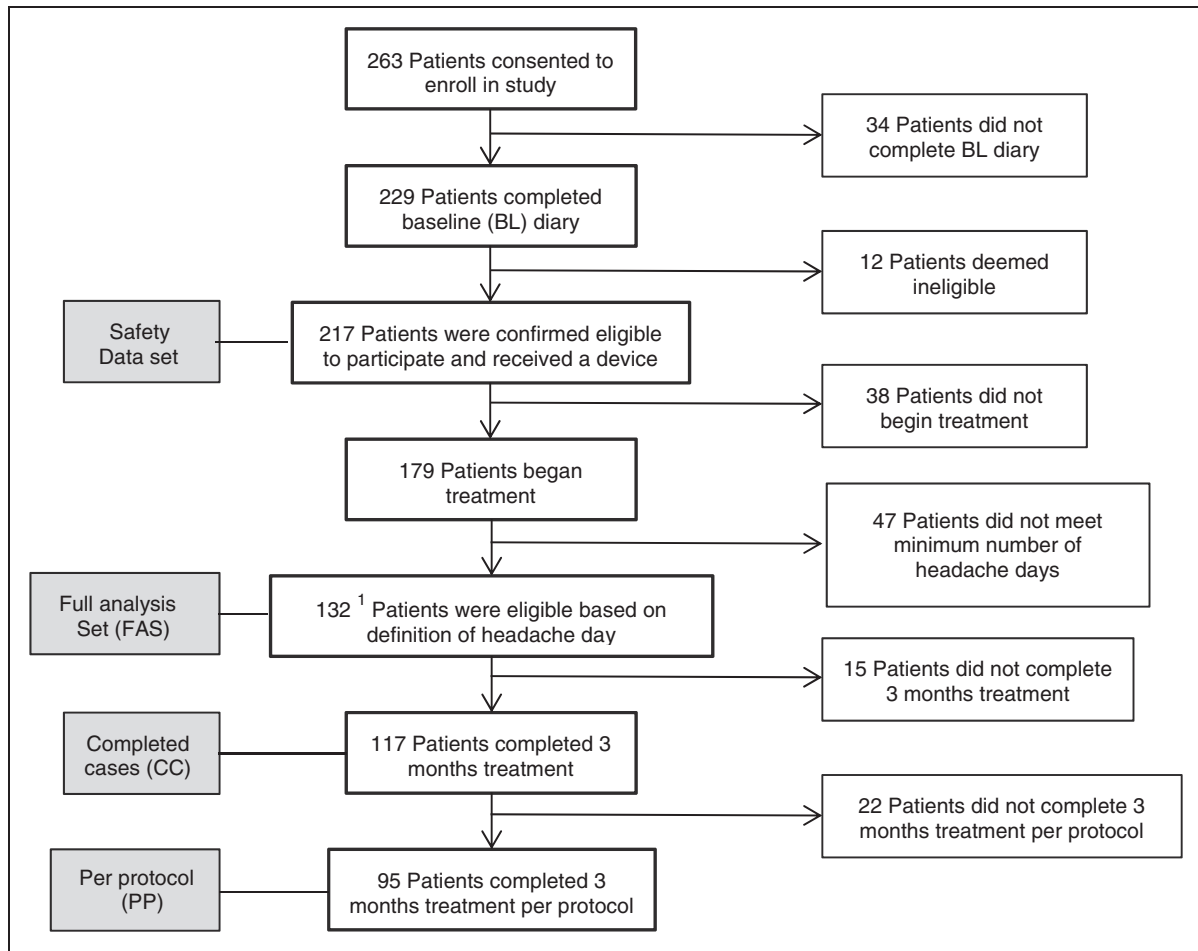 263 Patients consented to
enroll in study
34 Patients did not
complete BL diary
229 Patients completed
baseline (BL) diary
12 Patients deemed
ineligible
Safety
Data set
217 Patients were confirmed eligible
to participate and received a device
38 Patients did not
begin treatment
179 Patients began
treatment
47 Patients did not meet
minimum number of
headache days
Full analysis
Set (FAS)
132 1 Patients were eligible based on
definition of headache day
15 Patients did not complete
3 months treatment
Completed
cases (CC)
117 Patients completed 3
months treatment
22 Patients did not complete 3
months treatment per protocol
Per protocol
(PP)
95 Patients completed 3
months treatment per protocol